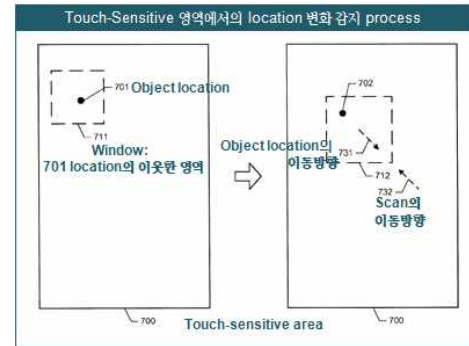 Touch-Sensitive 영역에서의 location 변화 감지 process
701 Object location
711
Window:
701 location의 이웃한 영역
700
Touch-sensitive area
702
Object location의
이동방향
731
712
732
Scan의
이동방향
700